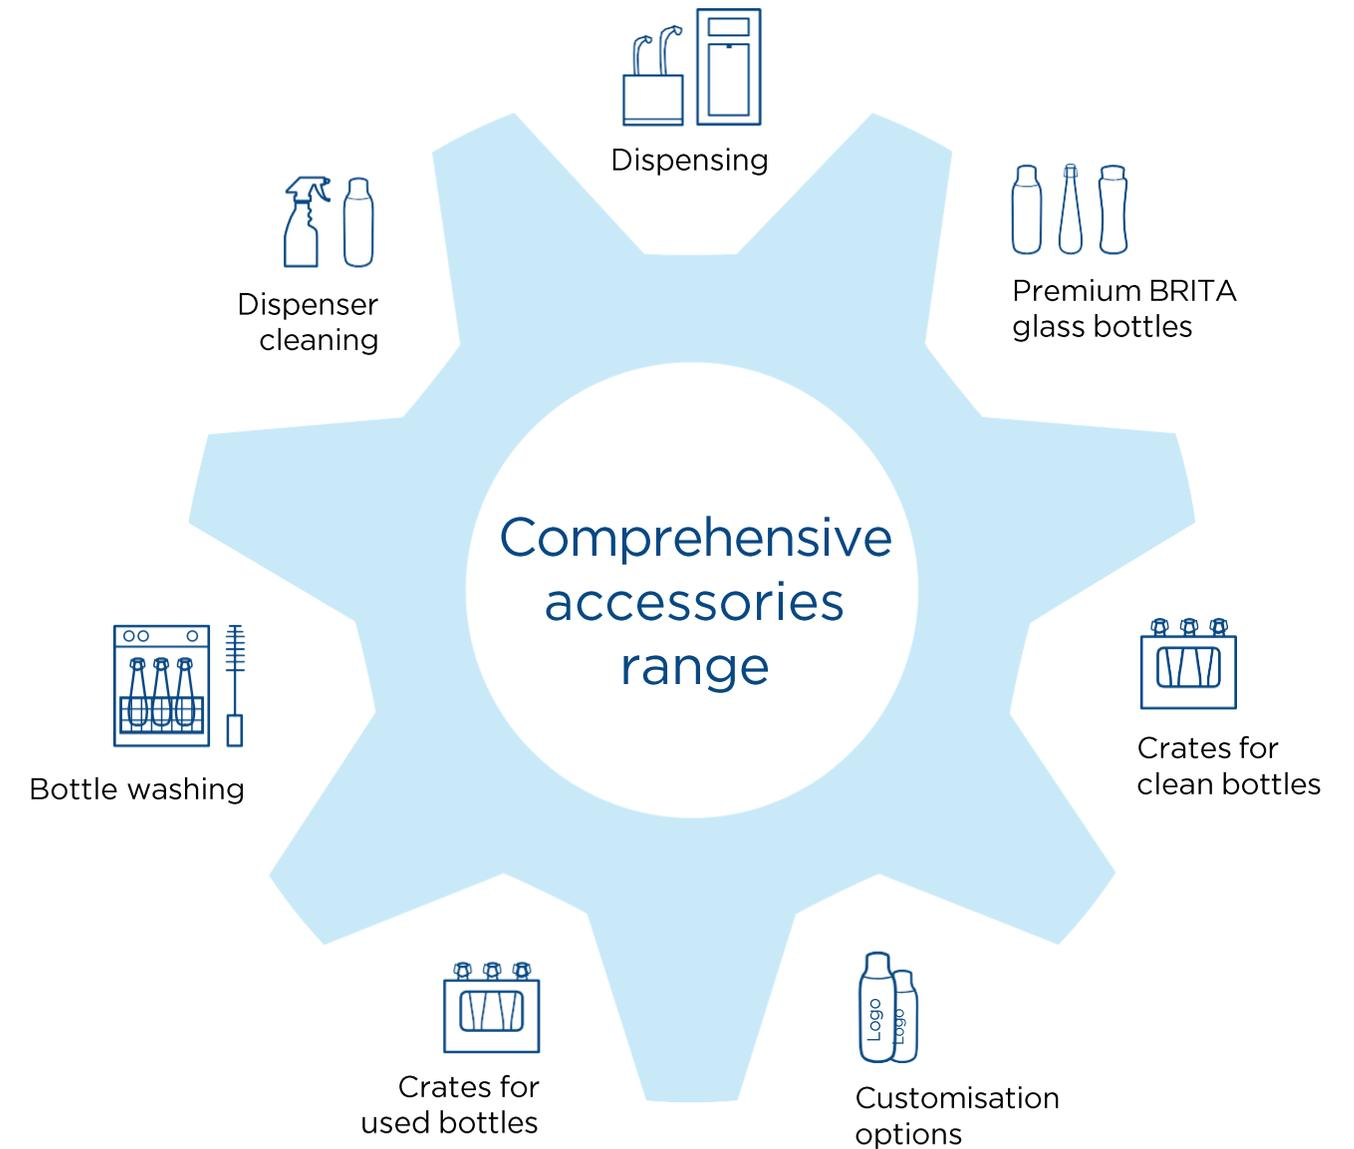 Dispensing
Premium BRITA
glass bottles
Dispenser
cleaning
Comprehensive
accessories
range
Crates for
clean bottles
Bottle washing
Logo
Logo
Customisation
options
Crates for
used bottles